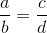 a/b = c/d